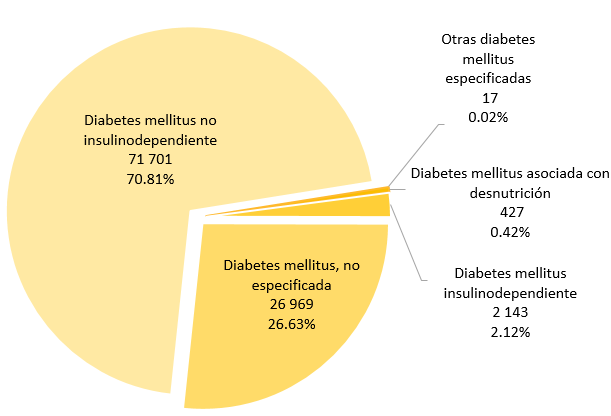 Otras diabetes
mellitus
especificadas
17
0.02%
Diabetes mellitus no
insulinodependiente
71 701
70.81%
Diabetes mellitus asociada con
desnutrición
427
0.42%
Diabetes mellitus, no
especificada
26 969
26.63%
Diabetes mellitus
insulinodependiente
2 143
2.12%